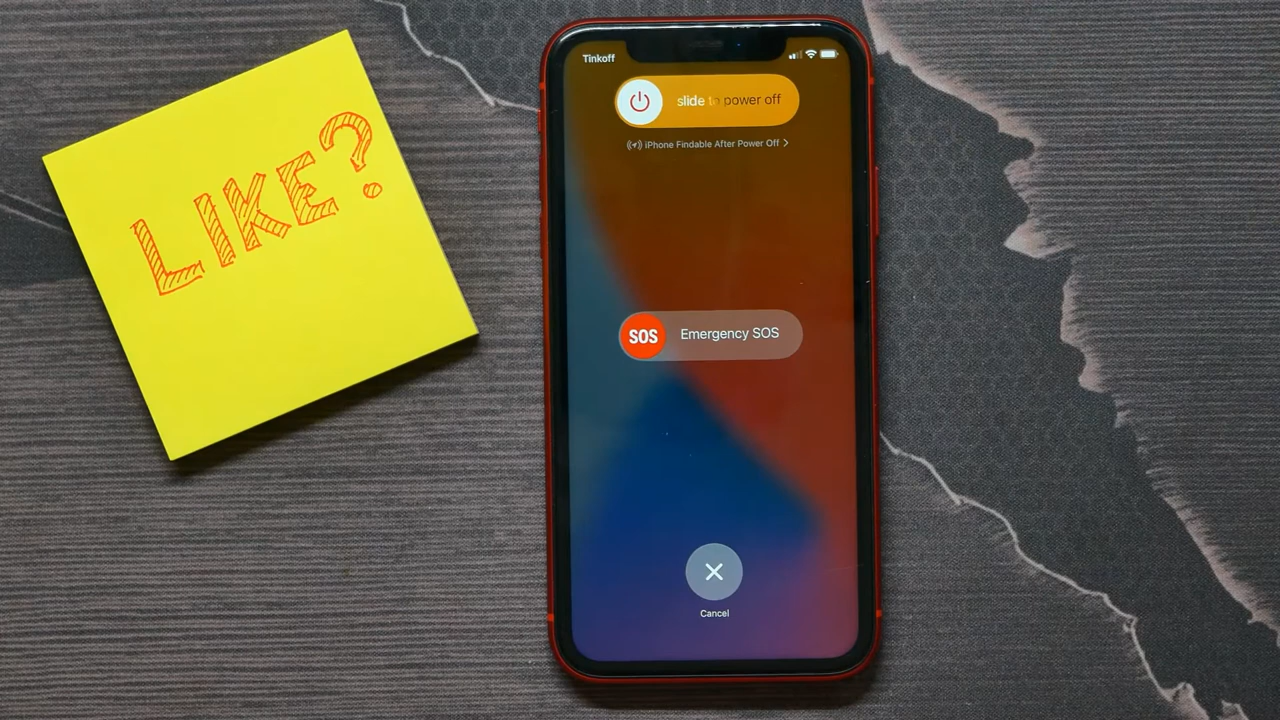 LIKE?
Tinkoff
slide to power off
iPhone Findable After Power Off
SOS
Emergency SOS
Cancel